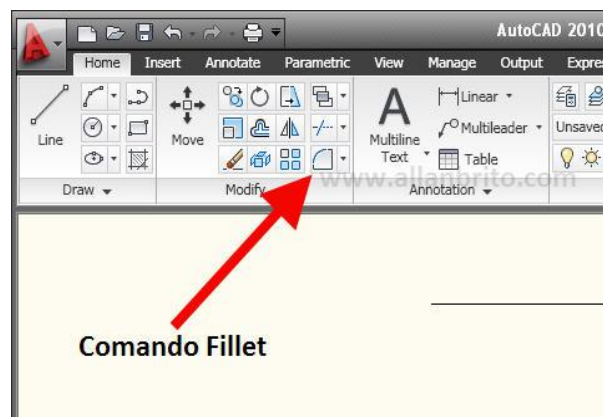 AutoCAD 2010
Home Insert Annotate Parametric View Manage Output Expres
Line
Move
A
Multiline
Text
Linear
Multileader
Table
Unsaved
Draw
Modify
Annotation
www.allanbrito.com
Comando Fillet